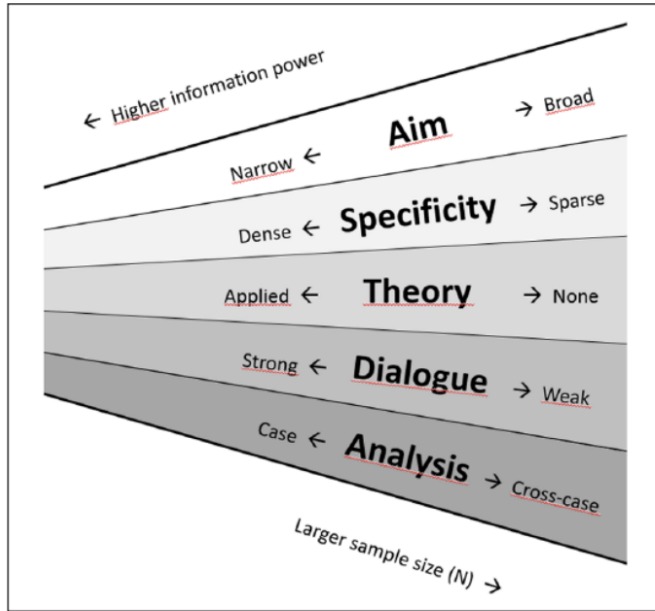 ← Higher information power
Narrow ← Aim → Broad
Dense ← Specificity → Sparse
Applied ← Theory → None
Strong ← Dialogue → Weak
Case ← Analysis → Cross-case
Larger sample size (N) →